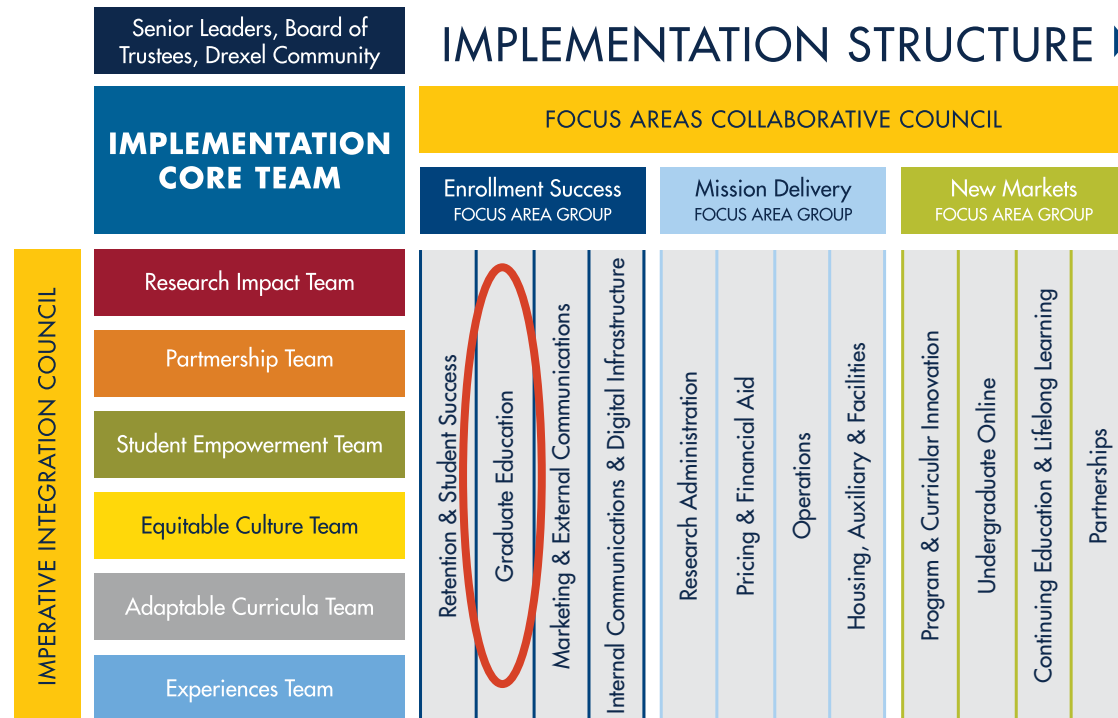 Senior Leaders, Board of
Trustees, Drexel Community
IMPLEMENTATION STRUCTURE
IMPLEMENTATION
CORE TEAM
FOCUS AREAS COLLABORATIVE COUNCIL
Enrollment Success
FOCUS AREA GROUP
Mission Delivery
FOCUS AREA GROUP
New Markets
FOCUS AREA GROUP
IMPERATIVE INTEGRATION COUNCIL
Research Impact Team
Partmership Team
Student Empowerment Team
Equitable Culture Team
Adaptable Curricula Team
Experiences Team
Retention & Student Success
Graduate Education
Marketing & External Communications
Internal Communications & Digital Infrastructure
Research Administration
Pricing & Financial Aid
Operations
Housing, Auxiliary & Facilities
Program & Curricular Innovation
Undergraduate Online
Continuing Education & Lifelong Learning
Partnerships